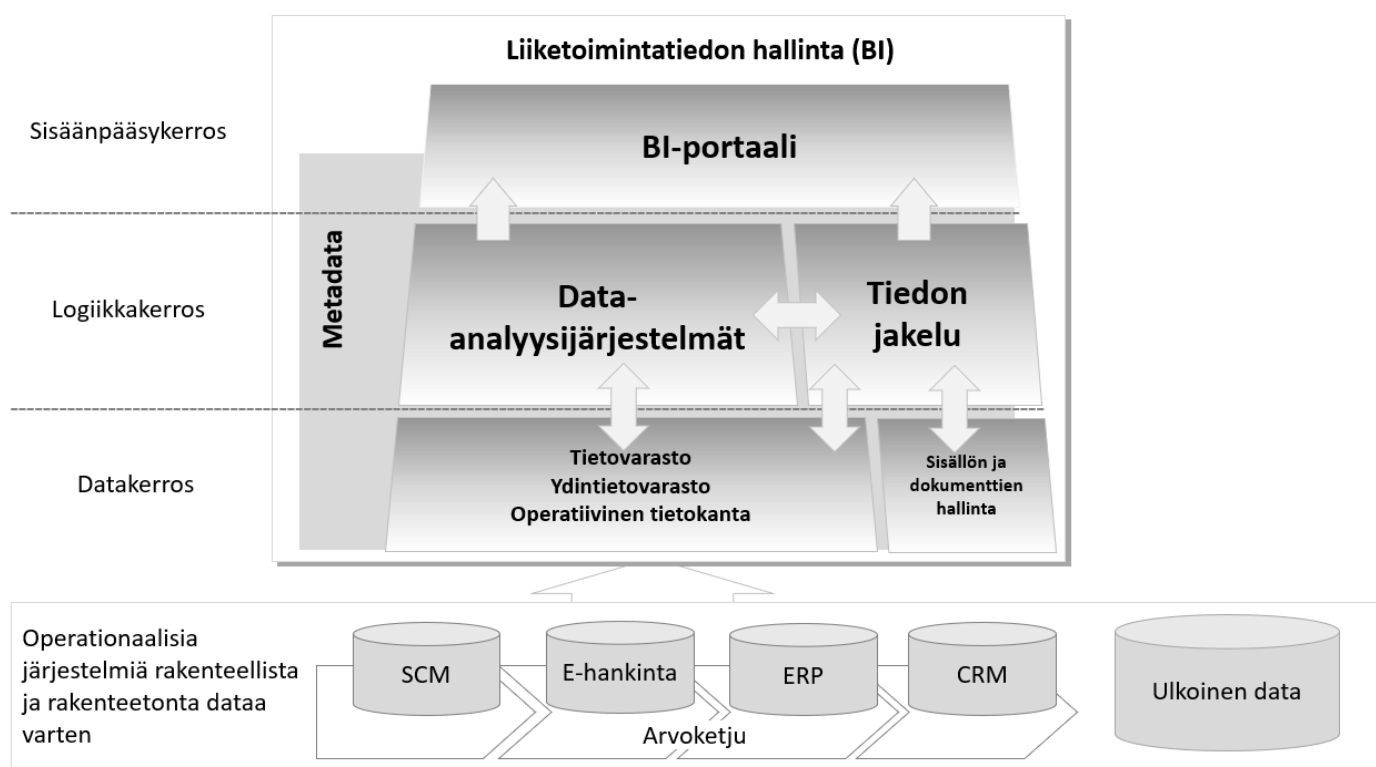 Liiketoimintatiedon hallinta (BI)
Sisäänpääsykerros
BI-portaali
Metadata
Logiikkakerros
Data-
analyysijärjestelmät
Tiedon
jakelu
Datakerros
Tietovarasto
Ydintietovarasto
Operatiivinen tietokanta
Sisällön ja
dokumenttien
hallinta
Operationaalisia
järjestelmiä rakenteellista
ja rakenteetonta dataa
varten
SCM
E-hankinta
ERP
CRM
Arvoketju
Ulkoinen data